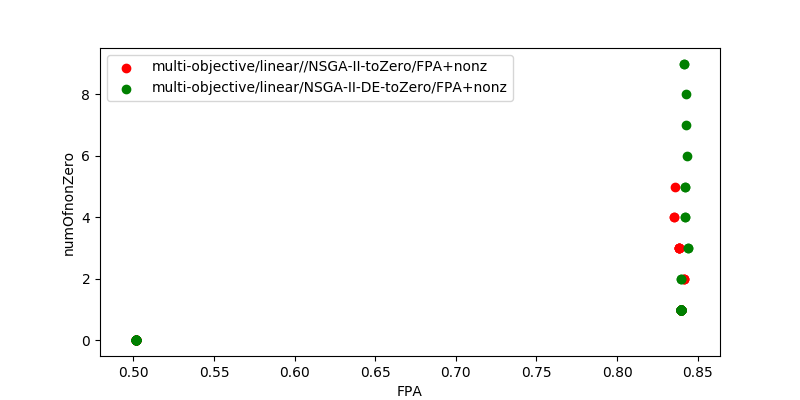 multi-objective/linear//NSGA-II-toZero/FPA+nonz
multi-objective/linear/NSGA-II-DE-toZero/FPA+nonz
numOfnonZero
8
6
4
2
0
0.50 0.55 0.60 0.65 0.70 0.75 0.80 0.85
FPA